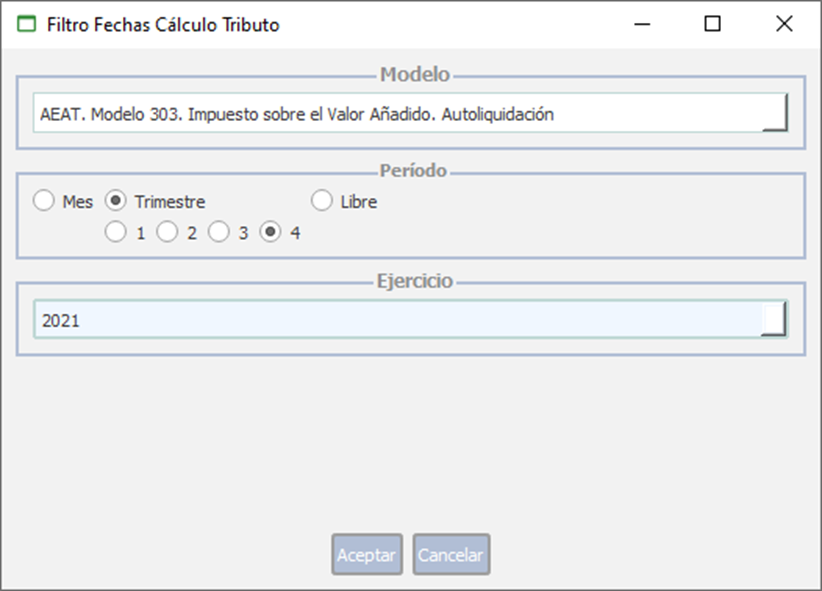 Filtro Fechas Cálculo Tributo
Modelo
AEAT. Modelo 303. Impuesto sobre el Valor Añadido. Autoliquidación
Período
Mes Trimestre Libre
1 2 3 4
Ejercicio
2021
Aceptar Cancelar